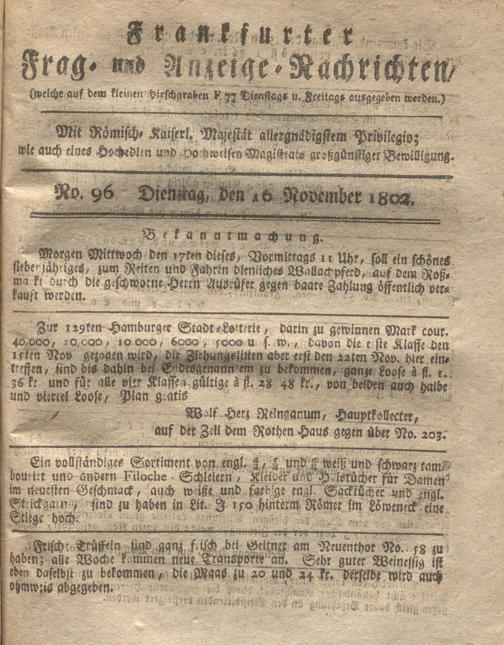 Frankfurter
Frag- und Anzeige-Nachrichten,
(welche auf dem kleinen Hirschgraben F 77 Dienstags u. Freitags ausgegeben werden.)
Mit Römisch. Kaiserl. Majestät allergnädigstem Privilegio;
wie auch eines Hochedlen und Hochweisen Magistrats großgünstiger Bewilligung.
No. 96 Dienstag, den 16 November 1802.
Bekanntmachung.
Morgen Mittwoch den 17ten dieses, Vormittags 11 Uhr, soll ein schönes
siebenjähriges, zum Reiten und Fahren dienliches Wallachpferd, auf dem Roß-
markt durch die geschworne Herrn Ausrüfer gegen baare Zahlung öffentlich ver-
kauft werden.
Zur 129ten Hamburger Stadt-Lotterie, darin zu gewinnen Mark cour.
40,000, 20,000, 10,000, 6000, 5000 u. s. w., davon die erste Klasse den
15ten Nov. gezogen wird, die Ziehungslisten aber erst den 22ten Nov. hier ein-
treffen, sind bis dahin bei Endesgenanntem zu bekommen, ganze Loose à fl. 1.
36 kr. und für alle vier Klassen gültige à fl. 28 48 kr., von beiden auch halbe
und viertel Loose, Plan gratis
Wolf Herz Reinganum, Hauptkollecter,
auf der Zeil dem Rothen Haus gegen über No. 203.
Ein vollständiges Sortiment von engl. und weiß und schwarz tam-
bourirt und andern Filoche-Schleiern, Kleider und Halstücher für Damen
im neuesten Geschmack, auch weiße und farbige engl. Sacktücher und engl.
Strickgarn, sind zu haben in Lit. J 150 hinterm Römer im Löweneck eine
Stiege hoch.
Frische Trüffeln sind ganz frisch bei Geltner am Neuenthor No. 58 zu
haben; alle Woche kommen neue Transporte an. Sehr guter Weinessig ist
eben daselbst zu bekommen, die Maas zu 20 und 24 kr. derselbe wird auch
ohmweis abgegeben.